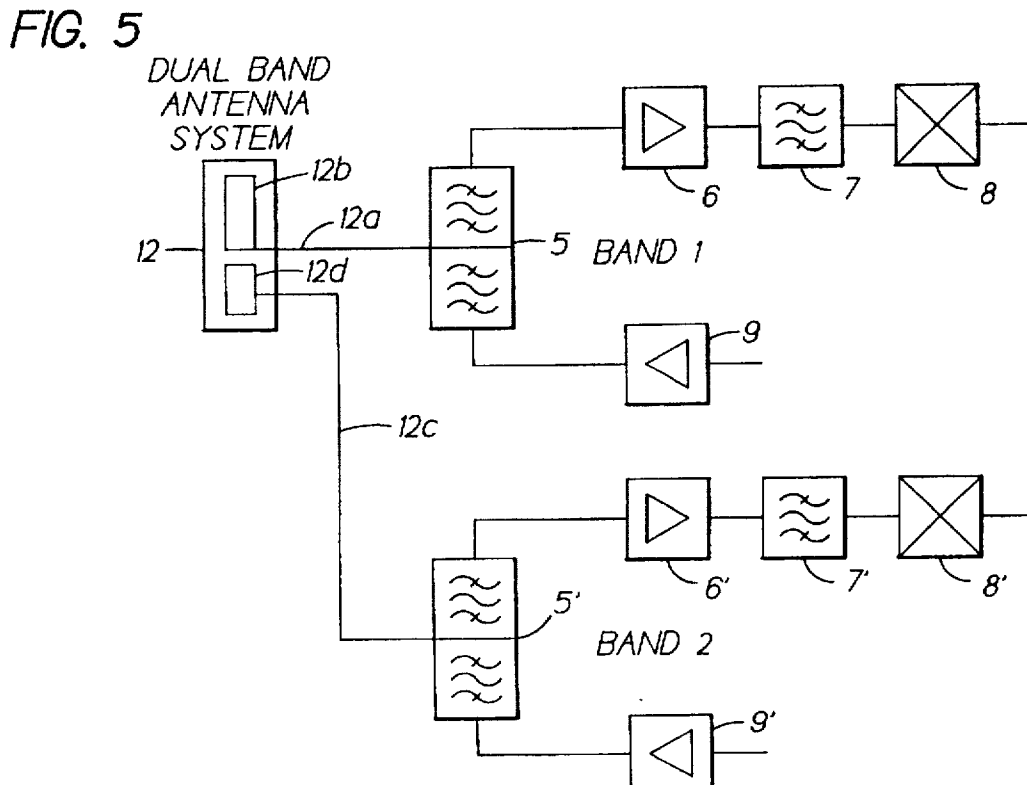 FIG. 5
DUAL BAND
ANTENNA
SYSTEM
12b
12a
12
12d
12c
5
BAND 1
6
7
8
9
5'
BAND 2
6'
7'
8'
9'